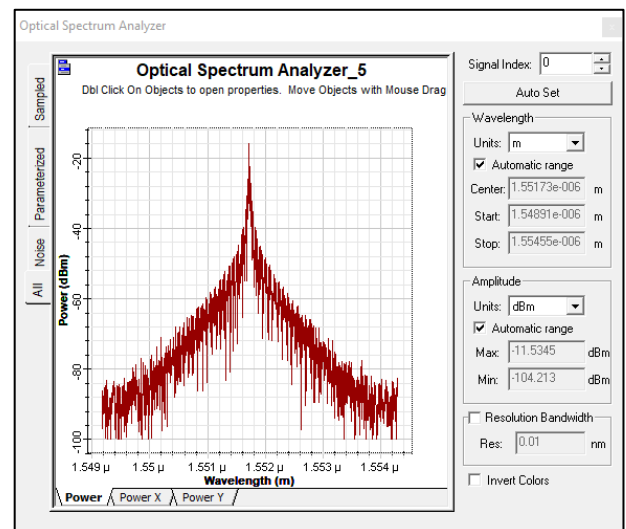 Optical Spectrum Analyzer
x
Sampled
Parameterized
Noise
All
Optical Spectrum Analyzer_5
Dbl Click On Objects to open properties. Move Objects with Mouse Drag
Power (dBm)
-20
-40
-60
-80
-100
1.549 µ 1.55 µ 1.551 µ 1.552 µ 1.553 µ 1.554 µ
Wavelength (m)
Power Power X Power Y
Signal Index: 0
Auto Set
Wavelength
Units: m
Automatic range
Center: 1.55173e-006 m
Start: 1.54891e-006 m
Stop: 1.55455e-006 m
Amplitude
Units: dBm
Automatic range
Max: -11.5345 dBm
Min: -104.213 dBm
Resolution Bandwidth
Res: 0.01 nm
Invert Colors